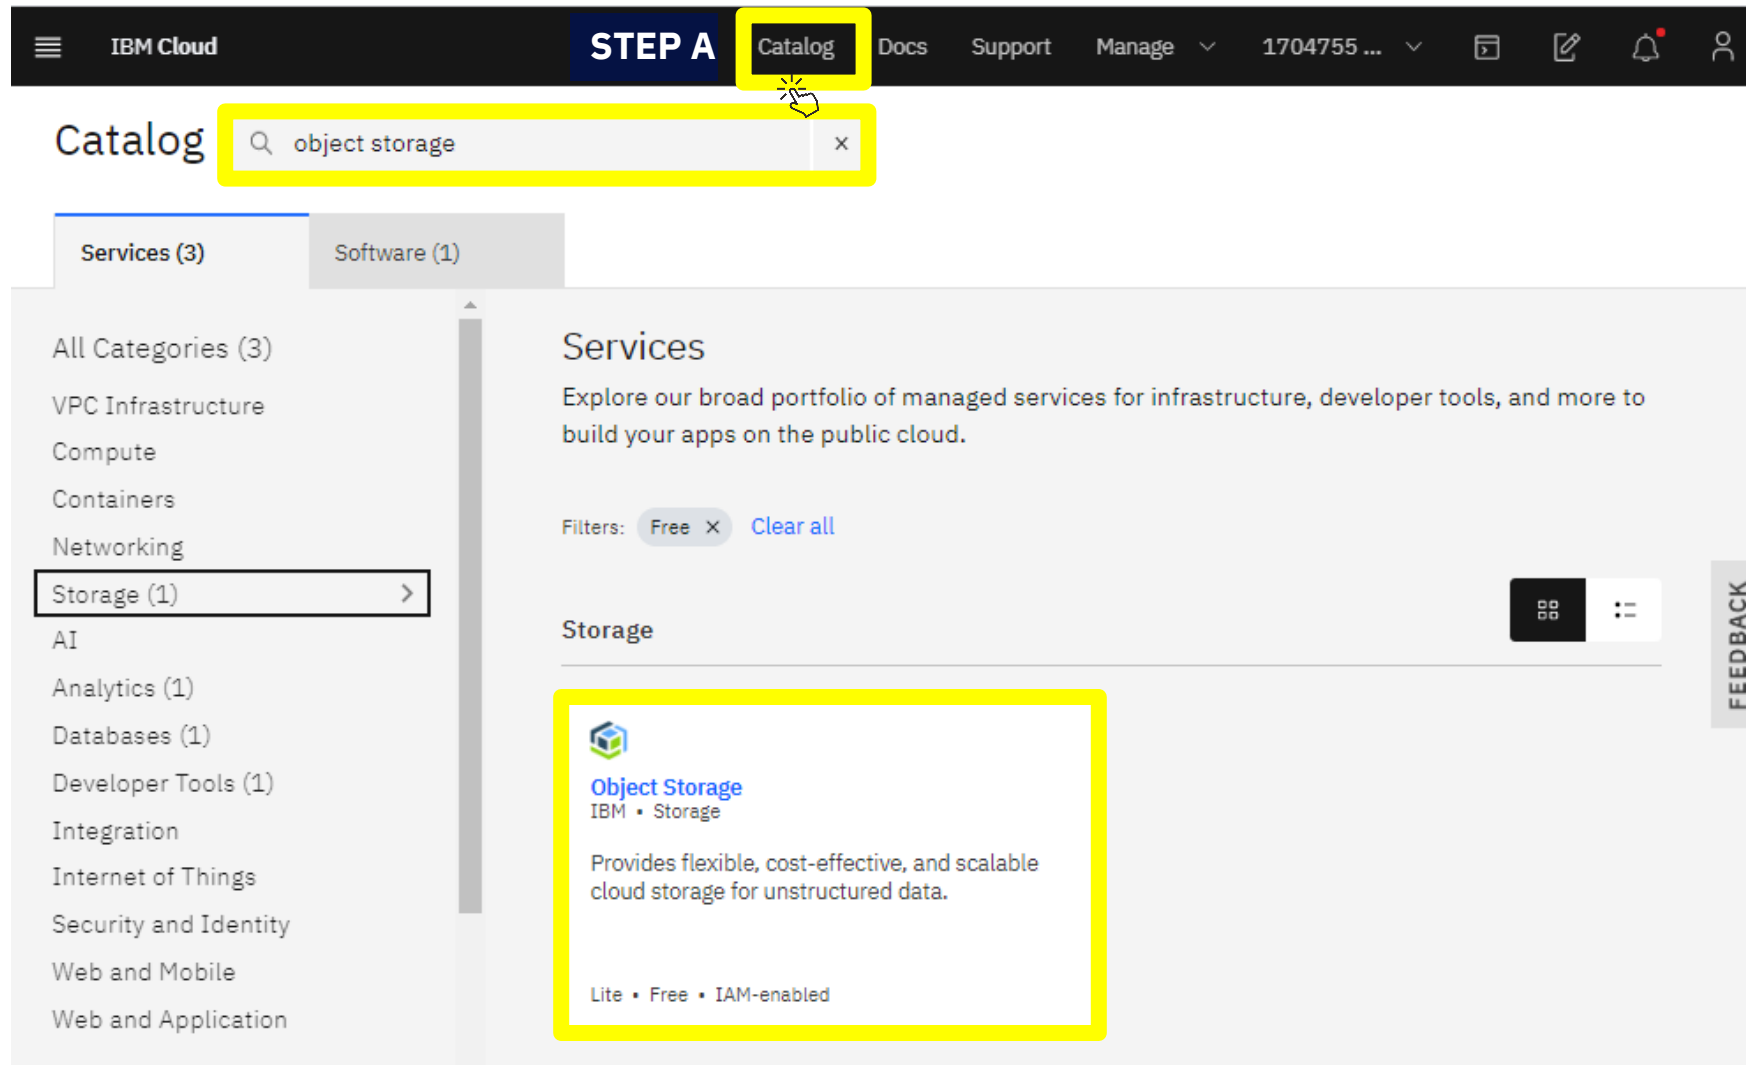 IBM Cloud
STEP A
Catalog
Docs
Support
Manage
1704755 ...
Catalog
object storage
Services (3)
Software (1)
All Categories (3)
VPC Infrastructure
Compute
Containers
Networking
Storage (1)
AI
Analytics (1)
Databases (1)
Developer Tools (1)
Integration
Internet of Things
Security and Identity
Web and Mobile
Web and Application
Services
Explore our broad portfolio of managed services for infrastructure, developer tools, and more to
build your apps on the public cloud.
Filters: Free × Clear all
Storage
Object Storage
IBM • Storage
Provides flexible, cost-effective, and scalable
cloud storage for unstructured data.
Lite • Free • IAM-enabled
FEEDBACK